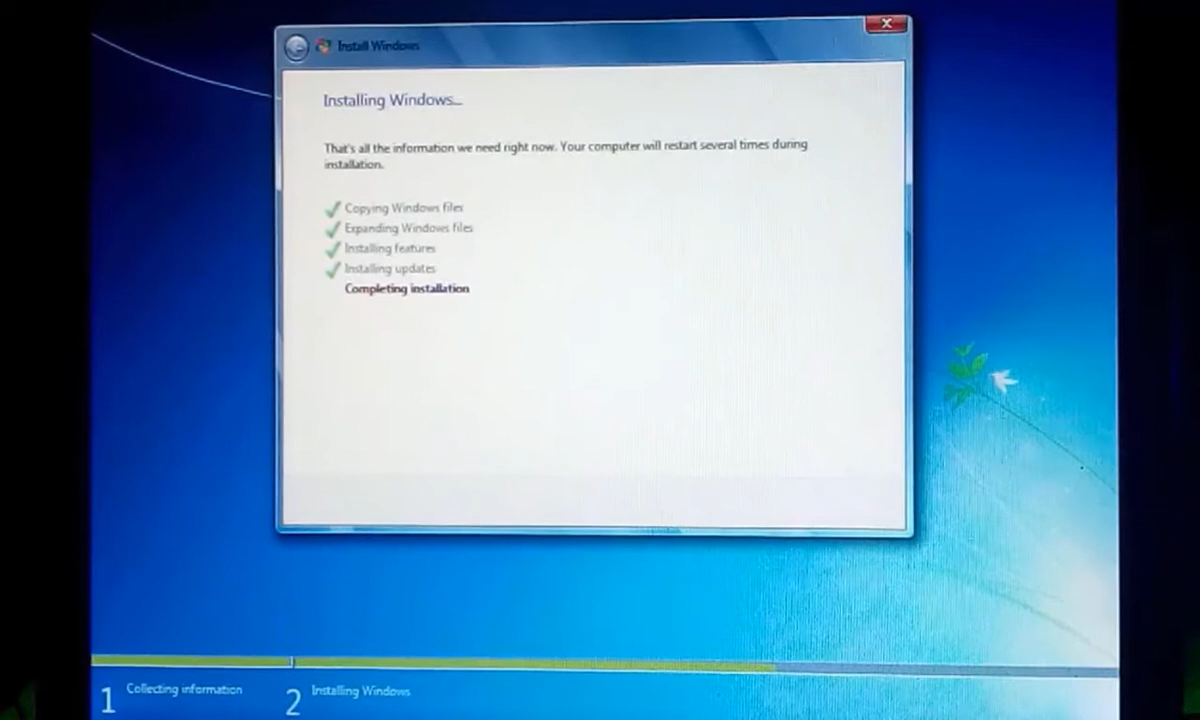 Install Windows
Installing Windows...
That's all the information we need right now. Your computer will restart several times during
installation.
Copying Windows files
Expanding Windows files
Installing features
Installing updates
Completing installation
1 Collecting information
2 Installing Windows